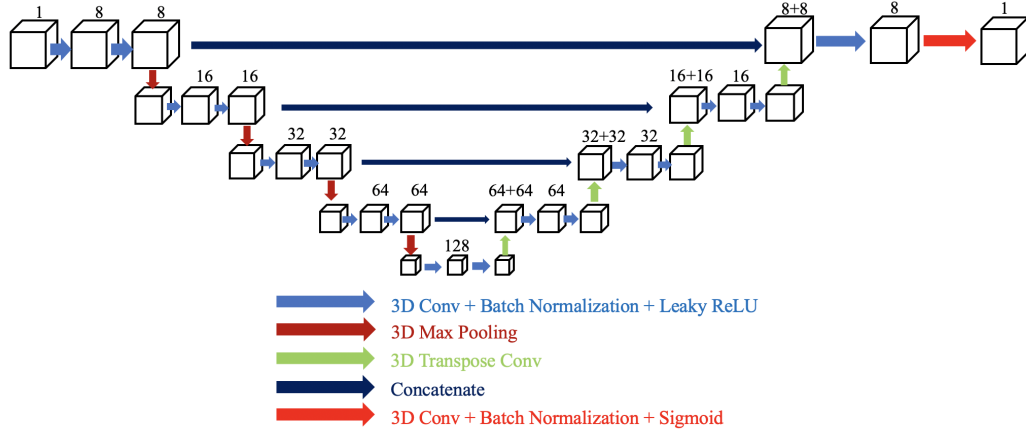 1 8 8 8+8 8 1
16 16 16+16 16
32 32 32+32 32
64 64 64+64 64
128
3D Conv + Batch Normalization + Leaky ReLU
3D Max Pooling
3D Transpose Conv
Concatenate
3D Conv + Batch Normalization + Sigmoid